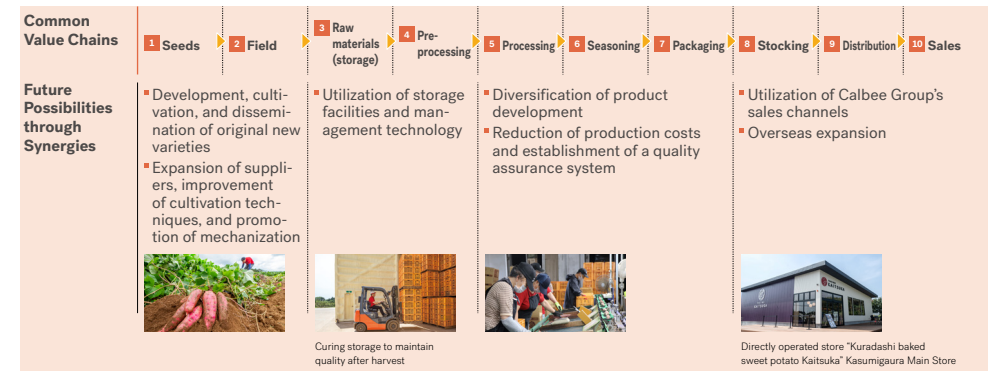 Common
Value Chains
1 Seeds
2 Field
3 Raw
materials
(storage)
4 Pre-
processing
5 Processing
6 Seasoning
7 Packaging
8 Stocking
9 Distribution
10 Sales
Future
Possibilities
through
Synergies
Development, culti-
vation, and dissemi-
nation of original new
varieties
Expansion of suppli-
ers, improvement
of cultivation tech-
niques, and promo-
tion of mechanization
Utilization of storage
facilities and man-
agement technology
Diversification of product
development
Reduction of production costs
and establishment of a quality
assurance system
Utilization of Calbee Group's
sales channels
Overseas expansion
Curing storage to maintain
quality after harvest
KAITSUKA
Directly operated store "Kuradashi baked
sweet potato Kaitsuka" Kasumigaura Main Store